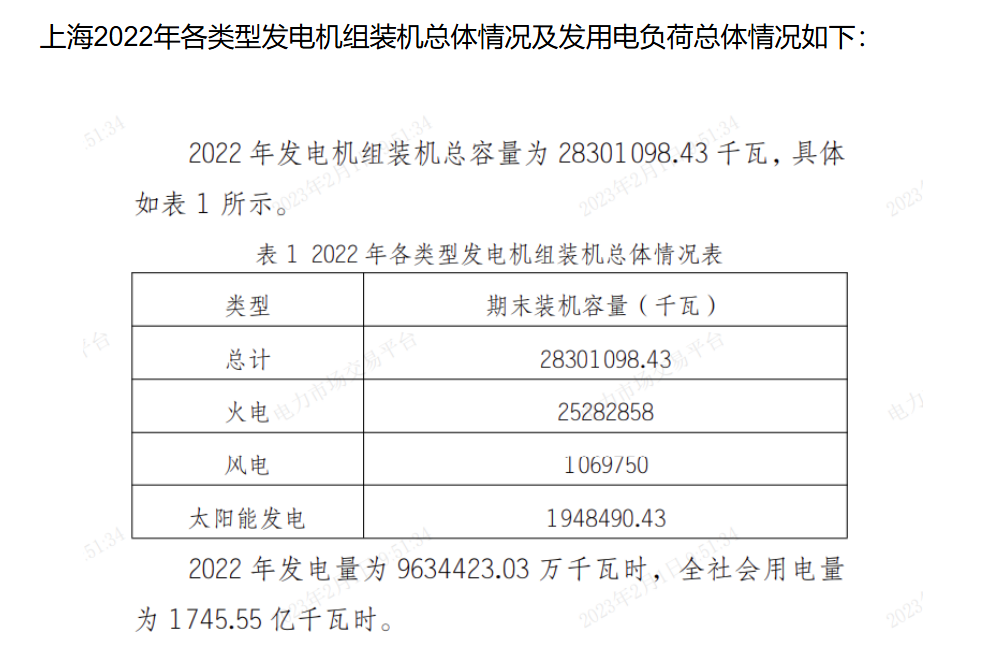 上海2022年各类型发电机组装机总体情况及发用电负荷总体情况如下：
2022 年发电机组装机总容量为 28301098.43 千瓦，具体
如表 1 所示。
表 1 2022 年各类型发电机组装机总体情况表
类型 期末装机容量（千瓦）
总计 28301098.43
火电 25282858
风电 1069750
太阳能发电 1948490.43
2022 年发电量为 9634423.03 万千瓦时，全社会用电量
为 1745.55 亿千瓦时。